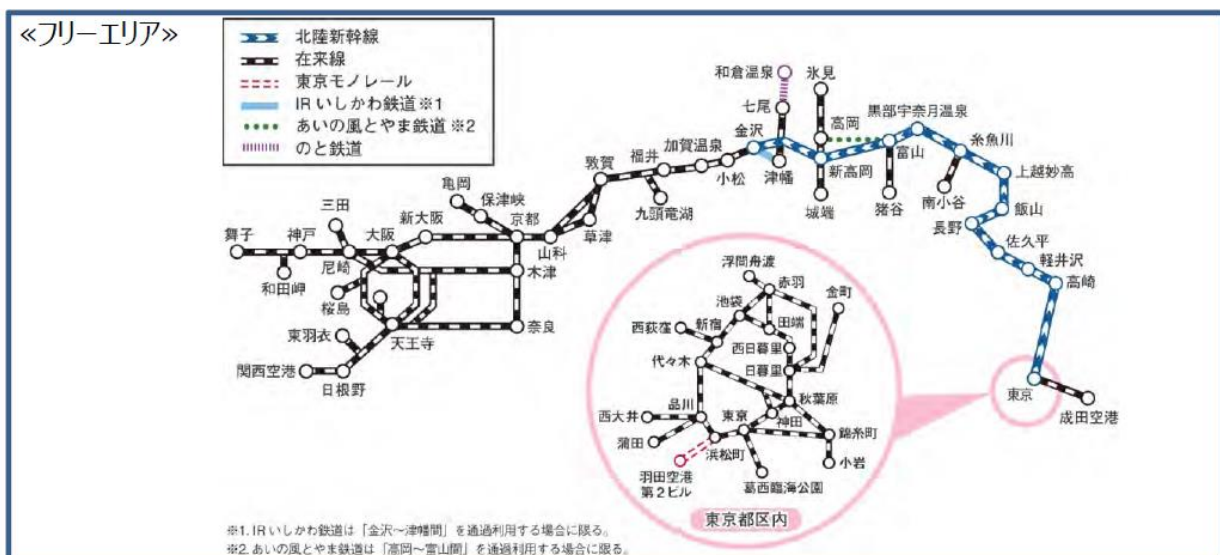 ≪フリーエリア≫
北陸新幹線
在来線
東京モノレール
IRいしかわ鉄道※1
あいの風とやま鉄道※2
のと鉄道
和倉温泉
氷見
七尾
高岡
黒部宇奈月温泉
金沢
糸魚川
加賀温泉
福井
敦賀
小松
津幡
新高岡
富山
上越妙高
南小谷
九頭竜湖
城端
猪谷
飯山
長野
佐久平
軽井沢
高崎
亀岡
保津峡
京都
新大阪
三田
大阪
神戸
舞子
山科
草津
尼崎
和田岬
桜島
木津
奈良
東羽衣
天王寺
関西空港
日根野
浮間舟渡
赤羽
金町
池袋
田端
新宿
西荻窪
西日暮里
代々木
日暮里
秋葉原
品川
東京
神田
西大井
錦糸町
蒲田
浜松町
小岩
羽田空港
第2ビル
葛西臨海公園
東京都区内
東京
成田空港
※1. IRいしかわ鉄道は「金沢～津幡間」を通過利用する場合に限る。
※2. あいの風とやま鉄道は「高岡～富山間」を通過利用する場合に限る。